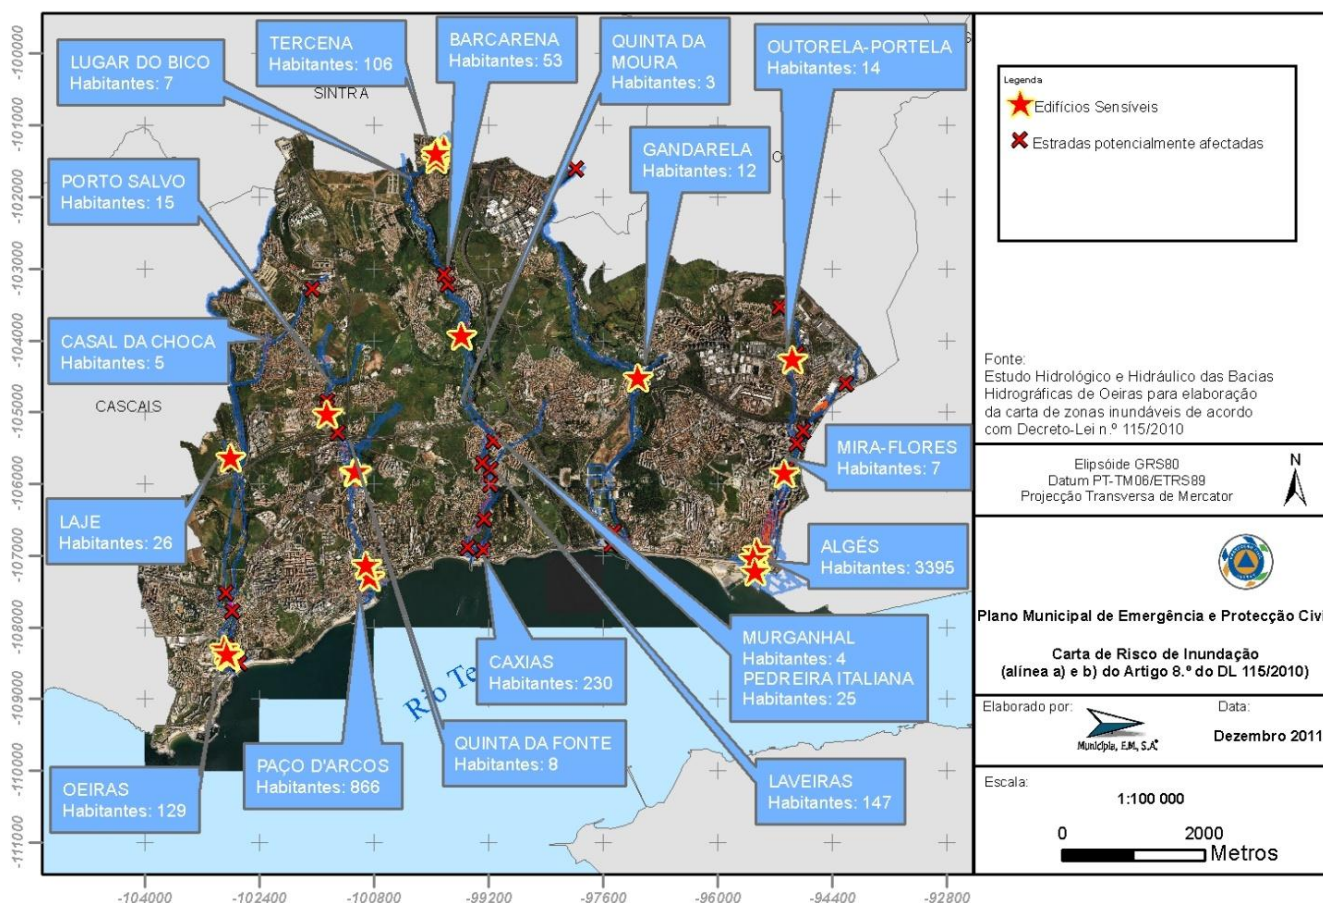 TERCENA
Habitantes: 106
BARCARENA
Habitantes: 53
QUINTA DA
MOURA
Habitantes: 3
OUTORELA-PORTELA
Habitantes: 14
LUGAR DO BICO
Habitantes: 7
SINTRA
GANDARELA
Habitantes: 12
PORTO SALVO
Habitantes: 15
CASAL DA CHOCA
Habitantes: 5
CASCAIS
MIRA-FLORES
Habitantes: 7
LAJE
Habitantes: 26
ALGÉS
Habitantes: 3395
CAXIAS
Habitantes: 230
MURGANHAL
Habitantes: 4
PEDREIRA ITALIANA
Habitantes: 25
Rio Te
QUINTA DA FONTE
Habitantes: 8
PAÇO D'ARCOS
Habitantes: 866
OEIRAS
Habitantes: 129
LAVEIRAS
Habitantes: 147
-100000
-101000
-102000
-103000
-104000
-105000
-106000
-107000
-108000
-109000
-110000
-111000
-104000
-102400
-100800
-99200
-97600
-96000
-94400
-92800
Legenda
Edifícios Sensíveis
Estradas potencialmente afectadas
Fonte:
Estudo Hidrológico e Hidráulico das Bacias
Hidrográficas de Oeiras para elaboração
da carta de zonas inundáveis de acordo
com Decreto-Lei n.º 115/2010
Elipsóide GRS80
Datum PT-TM06/ETRS89
Projecção Transversa de Mercator
N
Plano Municipal de Emergência e Protecção Civi
Carta de Risco de Inundação
(alínea a) e b) do Artigo 8.º do DL 115/2010)
Elaborado por:
Municípia, E.M., S.A.
Data:
Dezembro 2011
Escala:
1:100 000
0 2000
Metros